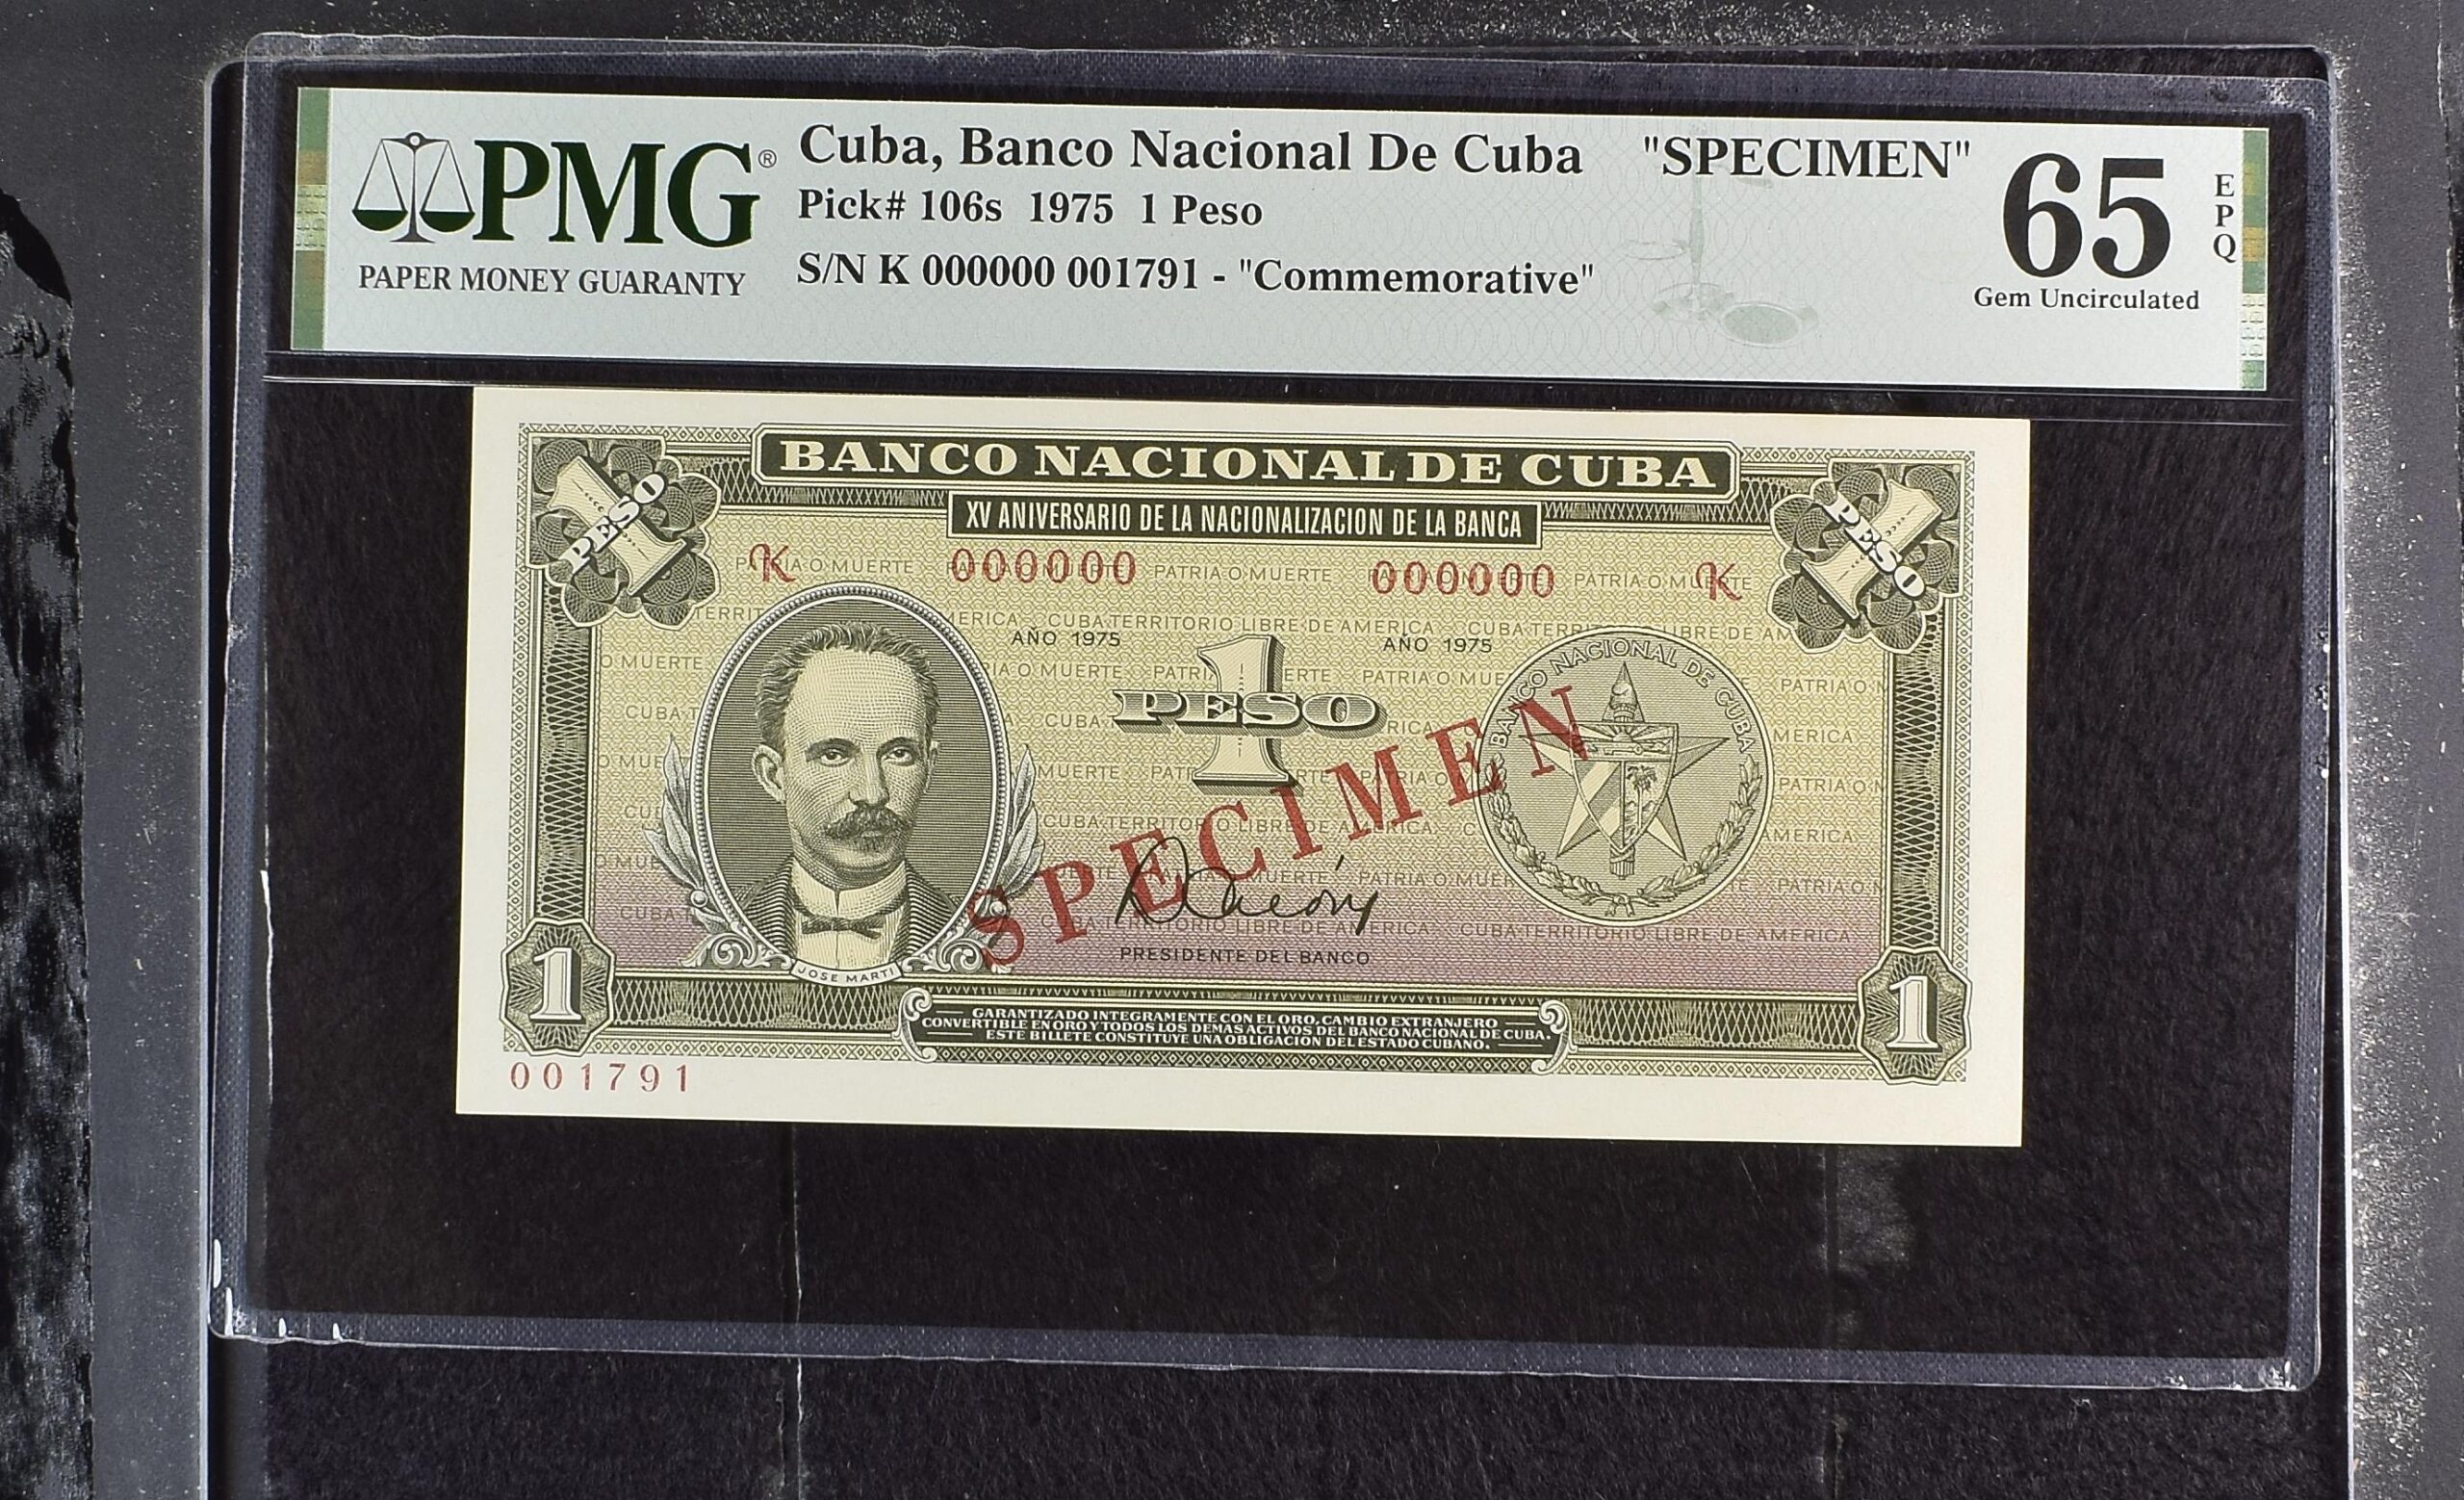 PMG®
PAPER MONEY GUARANTY
Cuba, Banco Nacional De Cuba "SPECIMEN"
Pick# 106s 1975 1 Peso
S/N K 000000 001791 - "Commemorative"
65
EPQ
Gem Uncirculated
BANCO NACIONAL DE CUBA
XV ANIVERSARIO DE LA NACIONALIZACION DE LA BANCA
1 PESO
1 PESO
K 000000 000000 K
PATRIA O MUERTE PATRIA O MUERTE PATRIA O MUERTE
CUBA TERRITORIO LIBRE DE AMERICA
AÑO 1975 AÑO 1975
1 PESO
BANCO NACIONAL DE CUBA
SPECIMEN
PRESIDENTE DEL BANCO
JOSE MARTI
1
1
GARANTIZADO INTEGRAMENTE CON EL ORO, CAMBIO EXTRANJERO
CONVERTIBLE EN ORO Y TODOS LOS DEMAS ACTIVOS DEL BANCO NACIONAL DE CUBA.
ESTE BILLETE CONSTITUYE UNA OBLIGACION DEL ESTADO CUBANO.
001791